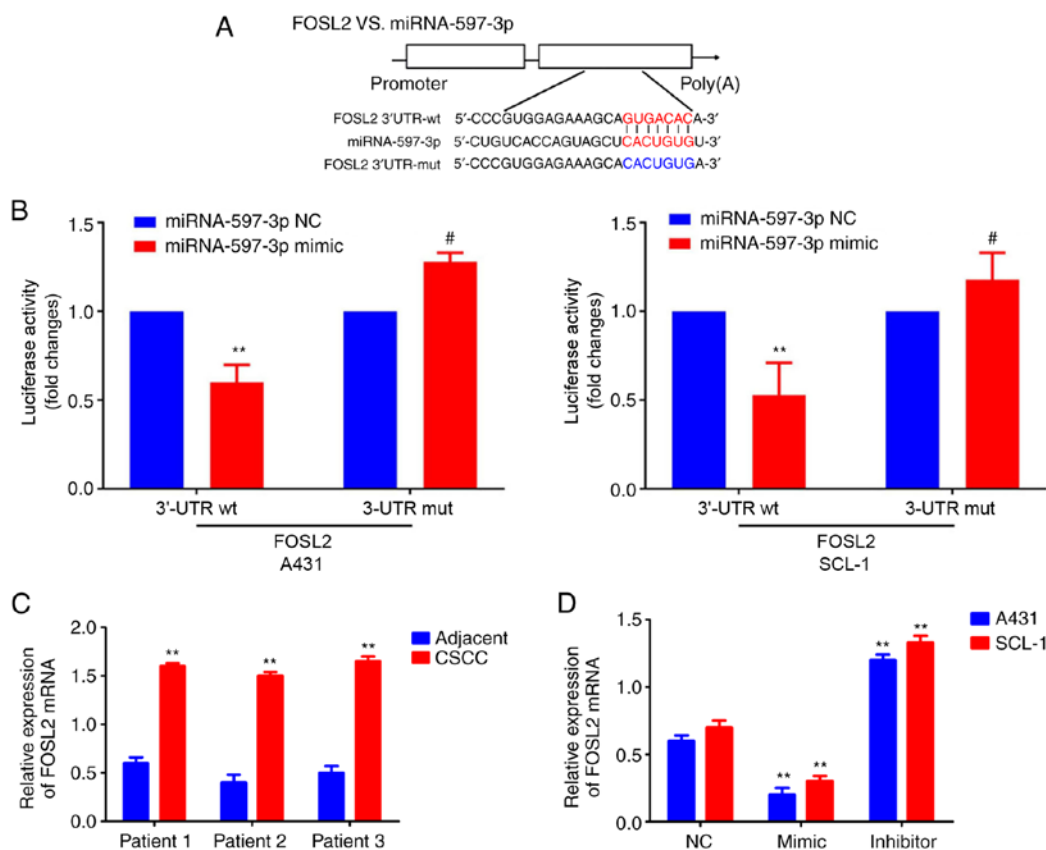 A
FOSL2 VS. miRNA-597-3p
Promoter
Poly(A)
FOSL2 3′UTR-wt 5′-CCCGUGGAGAAAGCAGUGACACA-3′
miRNA-597-3p 5′-CUGUCACCAGUAGCUCACUGUGU-3′
FOSL2 3′UTR-mut 5′-CCCGUGGAGAAAGCACACUGUGA-3′
B
miRNA-597-3p NC
miRNA-597-3p mimic
Luciferase activity
(fold changes)
1.5
1.0
0.5
0.0
**
#
3'-UTR wt
3-UTR mut
FOSL2
A431
miRNA-597-3p NC
miRNA-597-3p mimic
Luciferase activity
(fold changes)
1.5
1.0
0.5
0.0
**
#
3'-UTR wt
3-UTR mut
FOSL2
SCL-1
C
Relative expression
of FOSL2 mRNA
2.0
1.5
1.0
0.5
0.0
**
**
**
Adjacent
CSCC
Patient 1
Patient 2
Patient 3
D
Relative expression
of FOSL2 mRNA
1.5
1.0
0.5
0.0
**
**
**
**
A431
SCL-1
NC
Mimic
Inhibitor